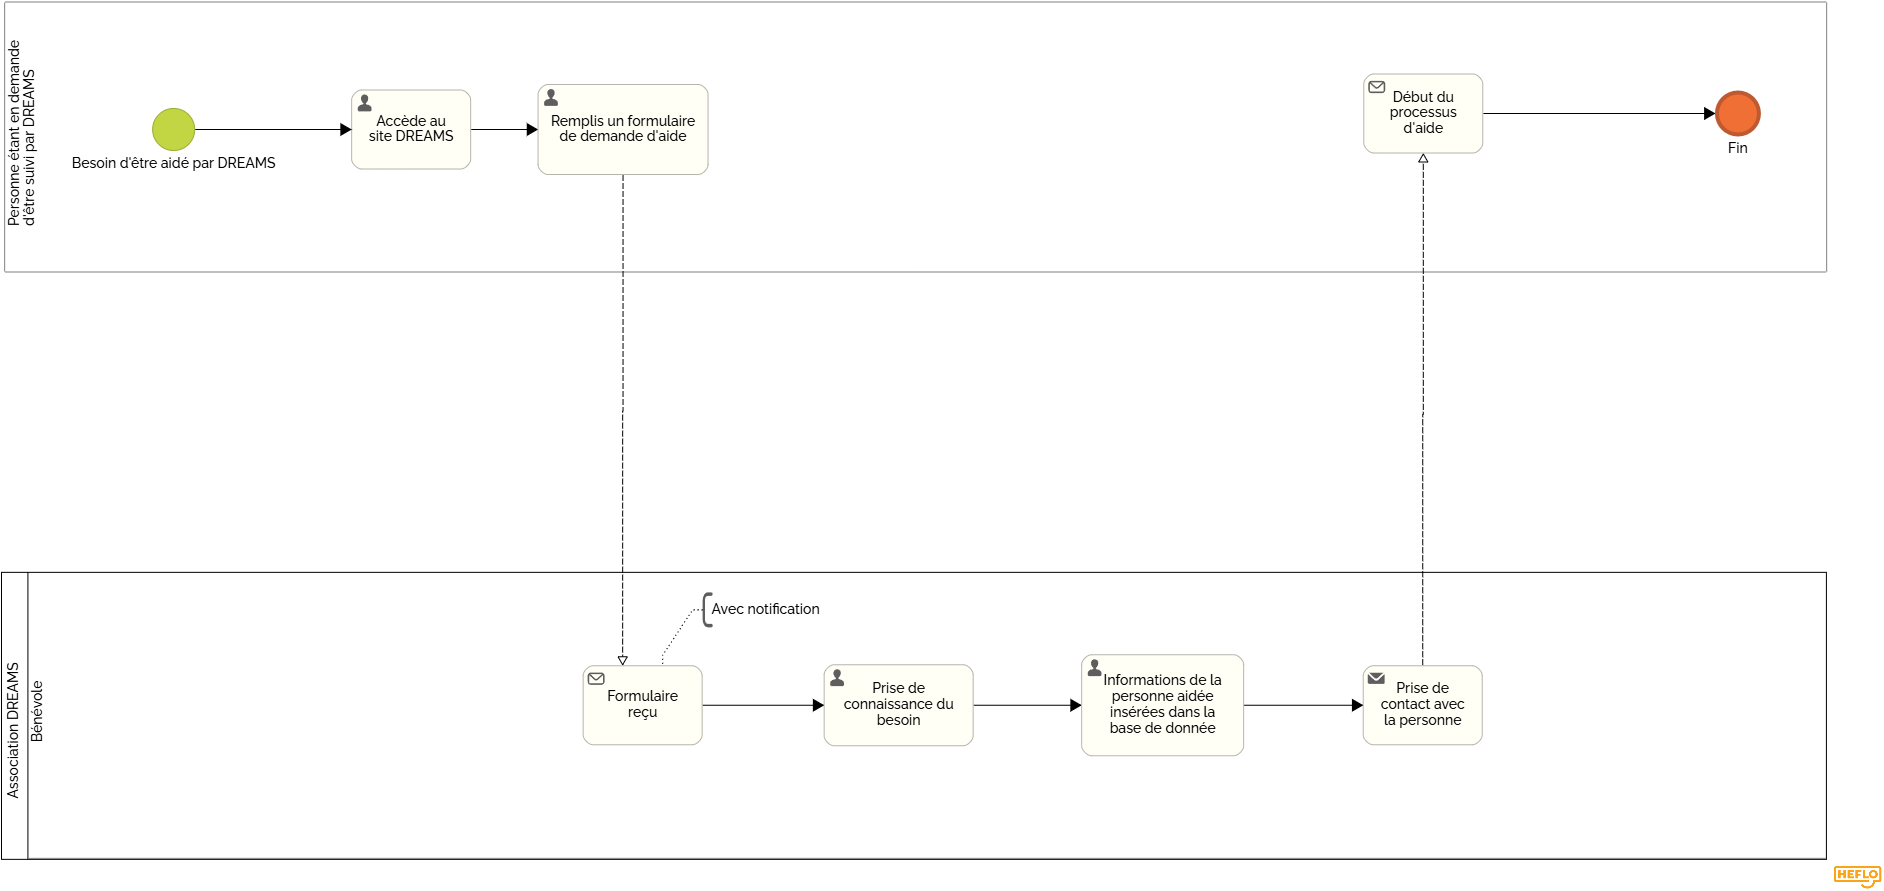 Personne étant en demande
d'être suivi par DREAMS
Besoin d'être aidé par DREAMS
Accède au
site DREAMS
Remplis un formulaire
de demande d'aide
Début du
processus
d'aide
Fin
Association DREAMS
Bénévole
Avec notification
Formulaire
reçu
Prise de
connaissance du
besoin
Informations de la
personne aidée
insérées dans la
base de donnée
Prise de
contact avec
la personne
HEFLO